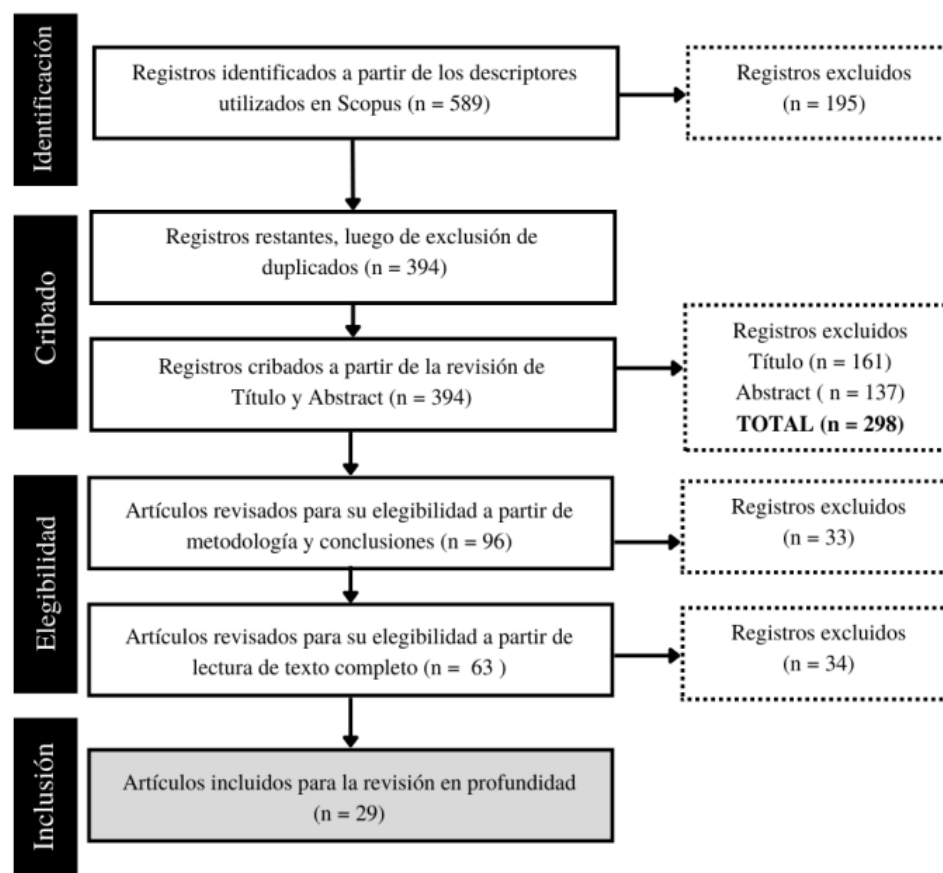 Identificación
Registros identificados a partir de los descriptores
utilizados en Scopus (n = 589)
Registros excluidos
(n = 195)
Cribado
Registros restantes, luego de exclusión de
duplicados (n = 394)
Registros cribados a partir de la revisión de
Título y Abstract (n = 394)
Registros excluidos
Título (n = 161)
Abstract ( n = 137)
TOTAL (n = 298)
Elegibilidad
Artículos revisados para su elegibilidad a partir de
metodología y conclusiones (n = 96)
Registros excluidos
(n = 33)
Artículos revisados para su elegibilidad a partir de
lectura de texto completo (n =  63 )
Registros excluidos
(n = 34)
Inclusión
Artículos incluidos para la revisión en profundidad
(n = 29)